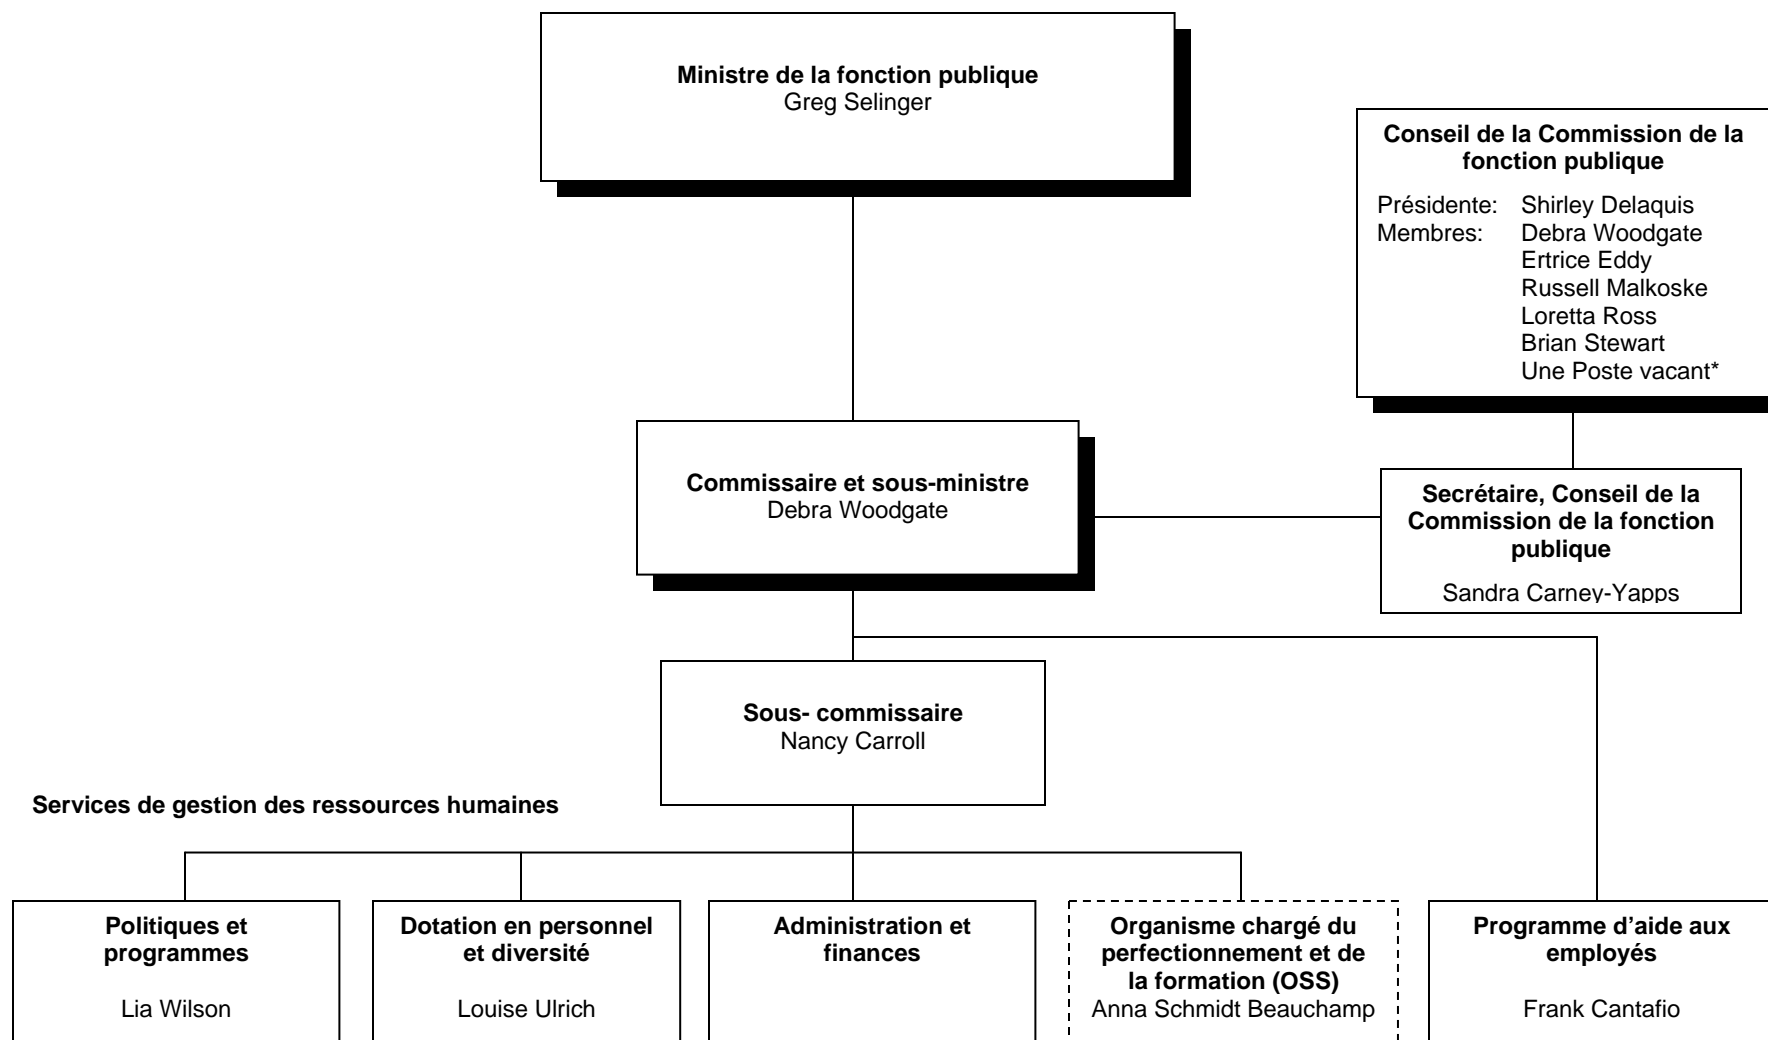 Ministre de la fonction publique
Greg Selinger
Conseil de la Commission de la
fonction publique
Présidente: Shirley Delaquis
Membres: Debra Woodgate
Ertrice Eddy
Russell Malkoske
Loretta Ross
Brian Stewart
Une Poste vacant*
Commissaire et sous-ministre
Debra Woodgate
Secrétaire, Conseil de la
Commission de la fonction
publique
Sandra Carney-Yapps
Sous- commissaire
Nancy Carroll
Services de gestion des ressources humaines
Politiques et
programmes
Lia Wilson
Dotation en personnel
et diversité
Louise Ulrich
Administration et
finances
Organisme chargé du
perfectionnement et de
la formation (OSS)
Anna Schmidt Beauchamp
Programme d’aide aux
employés
Frank Cantafio